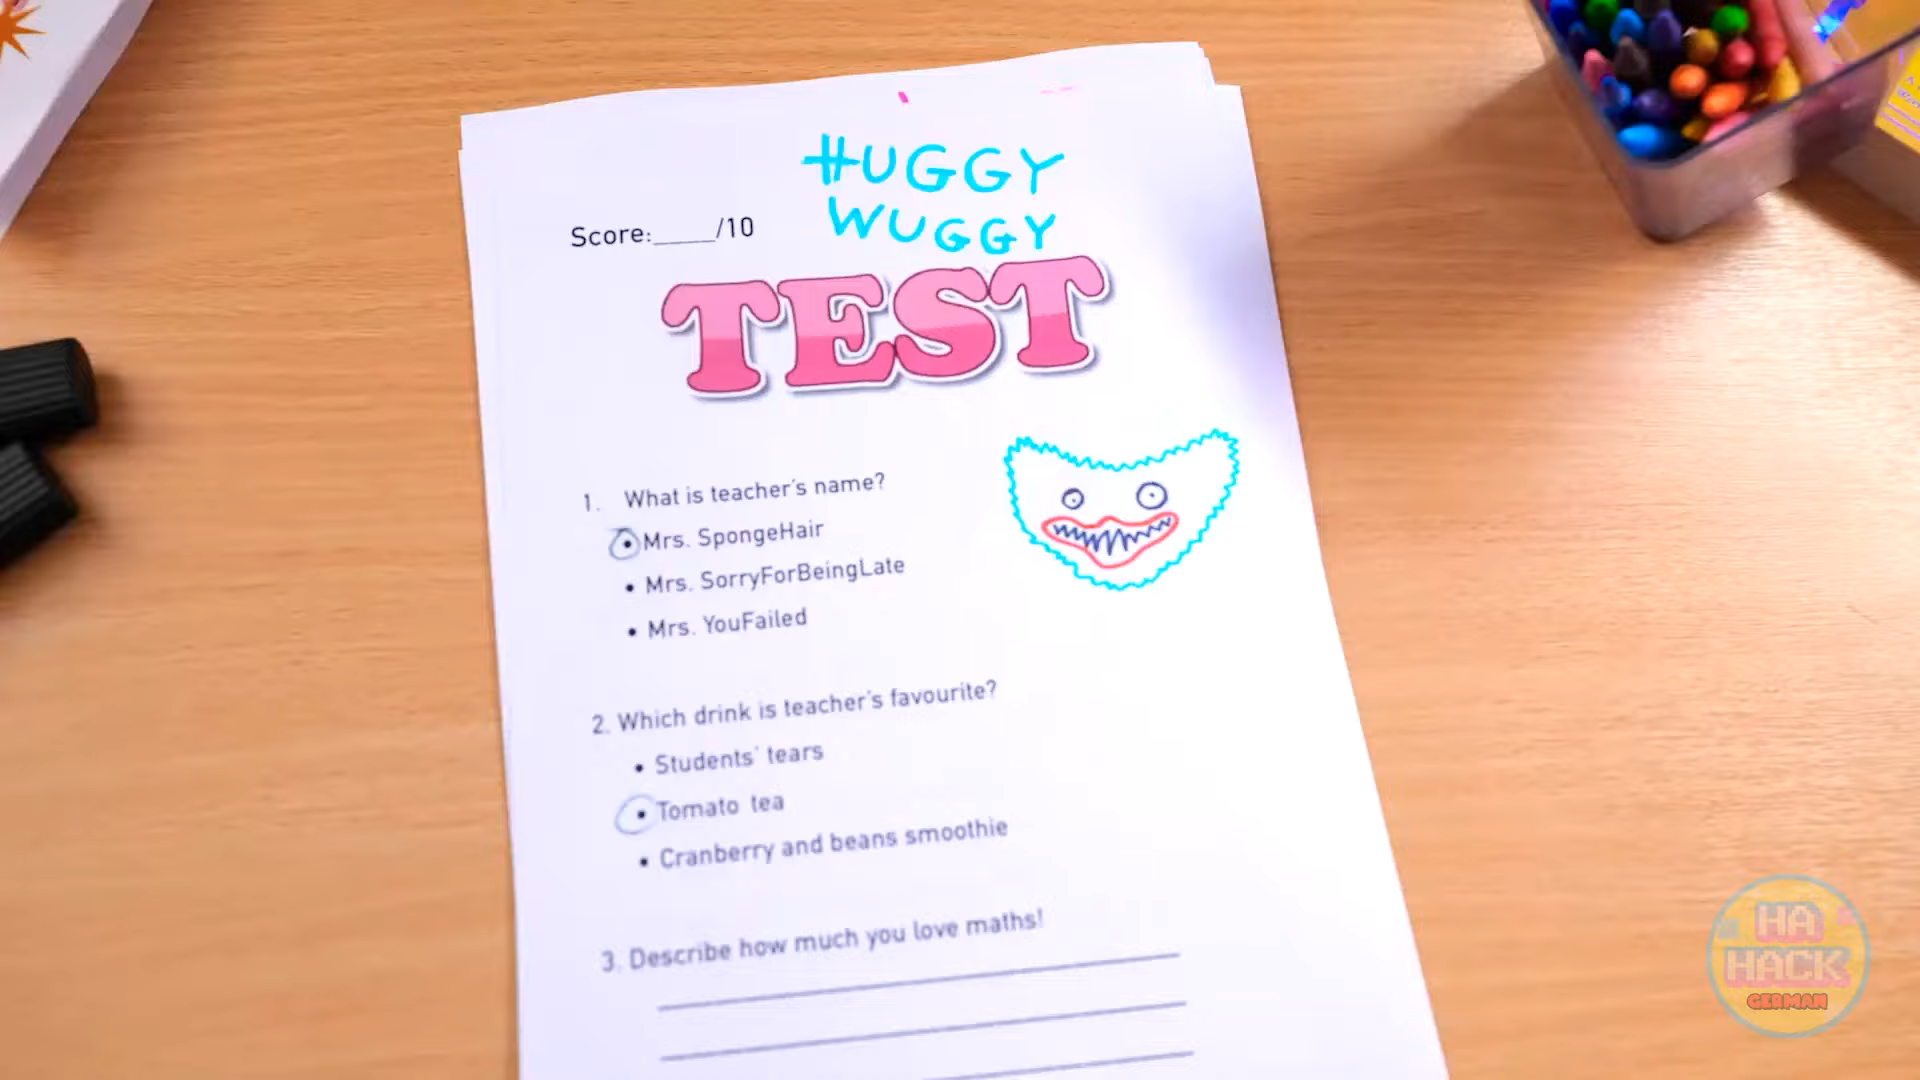 HUGGY
WUGGY
Score:____/10
TEST
1. What is teacher's name?
• Mrs. SpongeHair
• Mrs. SorryForBeingLate
• Mrs. YouFailed
2. Which drink is teacher's favourite?
• Students' tears
• Tomato tea
• Cranberry and beans smoothie
3. Describe how much you love maths!
HA
HACK
GERMAN